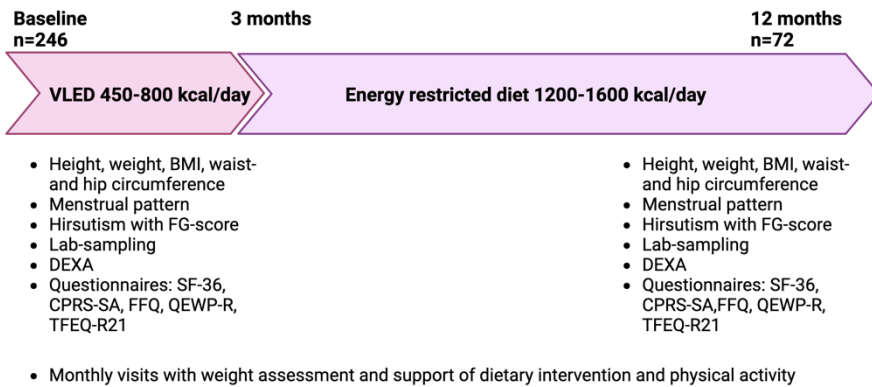 Baseline
n=246
3 months
12 months
n=72
VLED 450-800 kcal/day
Energy restricted diet 1200-1600 kcal/day
• Height, weight, BMI, waist-
and hip circumference
• Menstrual pattern
• Hirsutism with FG-score
• Lab-sampling
• DEXA
• Questionnaires: SF-36,
CPRS-SA, FFQ, QEWP-R,
TFEQ-R21
• Height, weight, BMI, waist-
and hip circumference
• Menstrual pattern
• Hirsutism with FG-score
• Lab-sampling
• DEXA
• Questionnaires: SF-36,
CPRS-SA,FFQ, QEWP-R,
TFEQ-R21
• Monthly visits with weight assessment and support of dietary intervention and physical activity